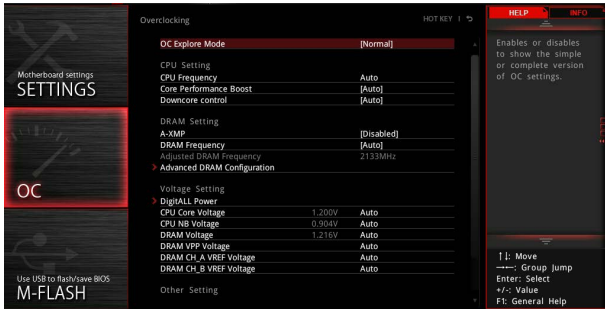 Overclocking
HOT KEY | ↩
HELP
INFO
OC Explore Mode [Normal]
CPU Setting
CPU Frequency Auto
Core Performance Boost [Auto]
Downcore control [Auto]
DRAM Setting
A-XMP [Disabled]
DRAM Frequency [Auto]
Adjusted DRAM Frequency 2133MHz
> Advanced DRAM Configuration
Voltage Setting
> DigitALL Power
CPU Core Voltage 1.200V Auto
CPU NB Voltage 0.904V Auto
DRAM Voltage 1.216V Auto
DRAM VPP Voltage Auto
DRAM CH_A VREF Voltage Auto
DRAM CH_B VREF Voltage Auto
Other Setting
Motherboard settings
SETTINGS
OC
Use USB to flash/save BIOS
M-FLASH
Enables or disables
to show the simple
or complete version
of OC settings.
↑↓: Move
→←: Group Jump
Enter: Select
+/-: Value
F1: General Help